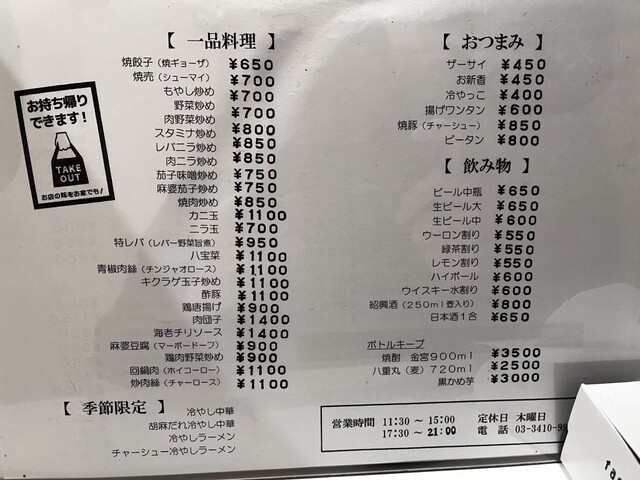 【 一品料理 】
焼餃子（焼ギョーザ） ¥650
焼売（シューマイ） ¥700
もやし炒め ¥700
野菜炒め ¥700
肉野菜炒め
スタミナ炒め ¥800
レバニラ炒め ¥850
肉ニラ炒め ¥850
茄子味噌炒め ¥750
麻婆茄子炒め ¥750
焼肉炒め ¥850
カニ玉 ¥1100
ニラ玉 ¥700
特レバ（レバー野菜旨煮） ¥950
八宝菜 ¥1100
青椒肉絲（チンジャオロース） ¥1100
キクラゲ玉子炒め ¥1100
酢豚 ¥1100
鶏唐揚げ ¥900
肉団子 ¥1400
海老チリソース ¥1400
麻婆豆腐（マーボードーフ） ¥900
鶏肉野菜炒め ¥900
回鍋肉（ホイコーロー） ¥1100
炒肉絲（チャーロース） ¥1100
【 季節限定 】
冷やし中華
胡麻だれ冷やし中華
冷やしラーメン
チャーシュー冷やしラーメン
お持ち帰り
できます！
TAKE
OUT
お店の味をお家でも！
【 おつまみ 】
ザーサイ ¥450
お新香 ¥450
冷やっこ ¥400
揚げワンタン ¥600
焼豚（チャーシュー） ¥850
ピータン ¥800
【 飲み物 】
ビール中瓶 ¥650
生ビール大 ¥650
生ビール中 ¥600
ウーロン割り ¥550
緑茶割り ¥550
レモン割り ¥550
ハイボール ¥600
ウイスキー水割り ¥600
紹興酒（250ml壺入り） ¥800
日本酒1合 ¥650
ボトルキープ
焼酎 金宮900ml ¥3500
八重丸（麦）720ml ¥2500
黒かめ芋 ¥3000
営業時間 11:30 ～ 15:00 定休日 木曜日
17:30 ～ 21:00 電 話 03-3410-9